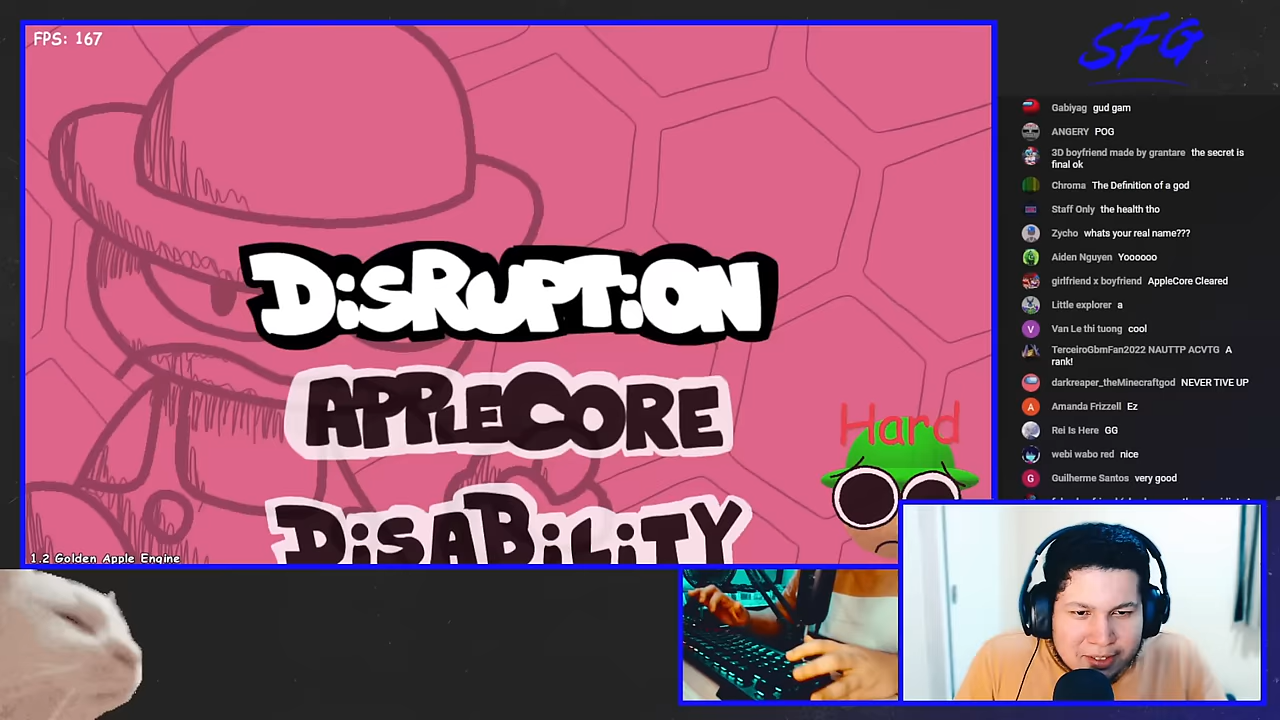 FPS: 167
DiSRUPTiON
APPLECORE
DiSABiLiTY
Hard
1.2 Golden Apple Engine
SFG
Gabiyag gud gam
ANGERY POG
3D boyfriend made by grantare the secret is
final ok
Chroma The Definition of a god
Staff Only the health tho
Zycho whats your real name???
Aiden Nguyen Yoooooo
girlfriend x boyfriend AppleCore Cleared
Little explorer a
V
Van Le thi tuong cool
TerceiroGbmFan2022 NAUTTP ACVTG A
rank!
darkreaper_theMinecraftgod NEVER TIVE UP
A
Amanda Frizzell Ez
Rei Is Here GG
webi wabo red nice
G
Guilherme Santos very good